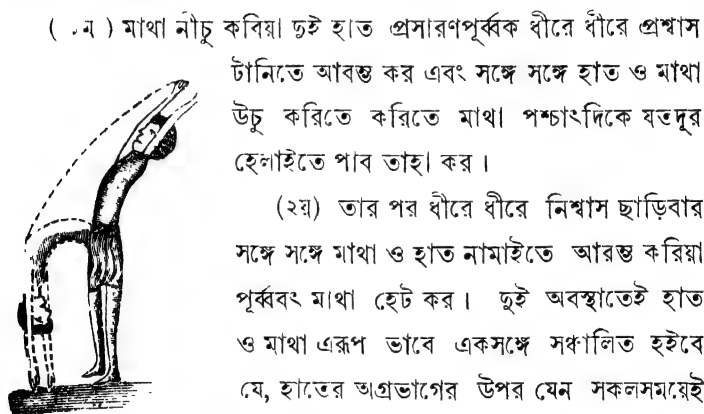 মাথা নীচু করিয়া দুই হাত প্রসারণপূর্ব্বক ধীরে ধীরে প্রশ্বাস
টানিতে আরম্ভ কর এবং সঙ্গে সঙ্গে হাত ও মাথা
উচু করিতে করিতে মাথা পশ্চাৎদিকে যতদূর
হেলাইতে পাব তাহা কর ।
(২য়) তার পর ধীরে ধীরে নিশ্বাস ছাড়িবার
সঙ্গে সঙ্গে মাথা ও হাত নামাইতে আরম্ভ করিয়া
পূর্ব্ববৎ মাথা হেট কর । দুই অবস্থাতেই হাত
ও মাথা এরূপ ভাবে একসঙ্গে সঞ্চালিত হইবে
যে, হাতের অগ্রভাগের উপর যেন সকলসময়েই